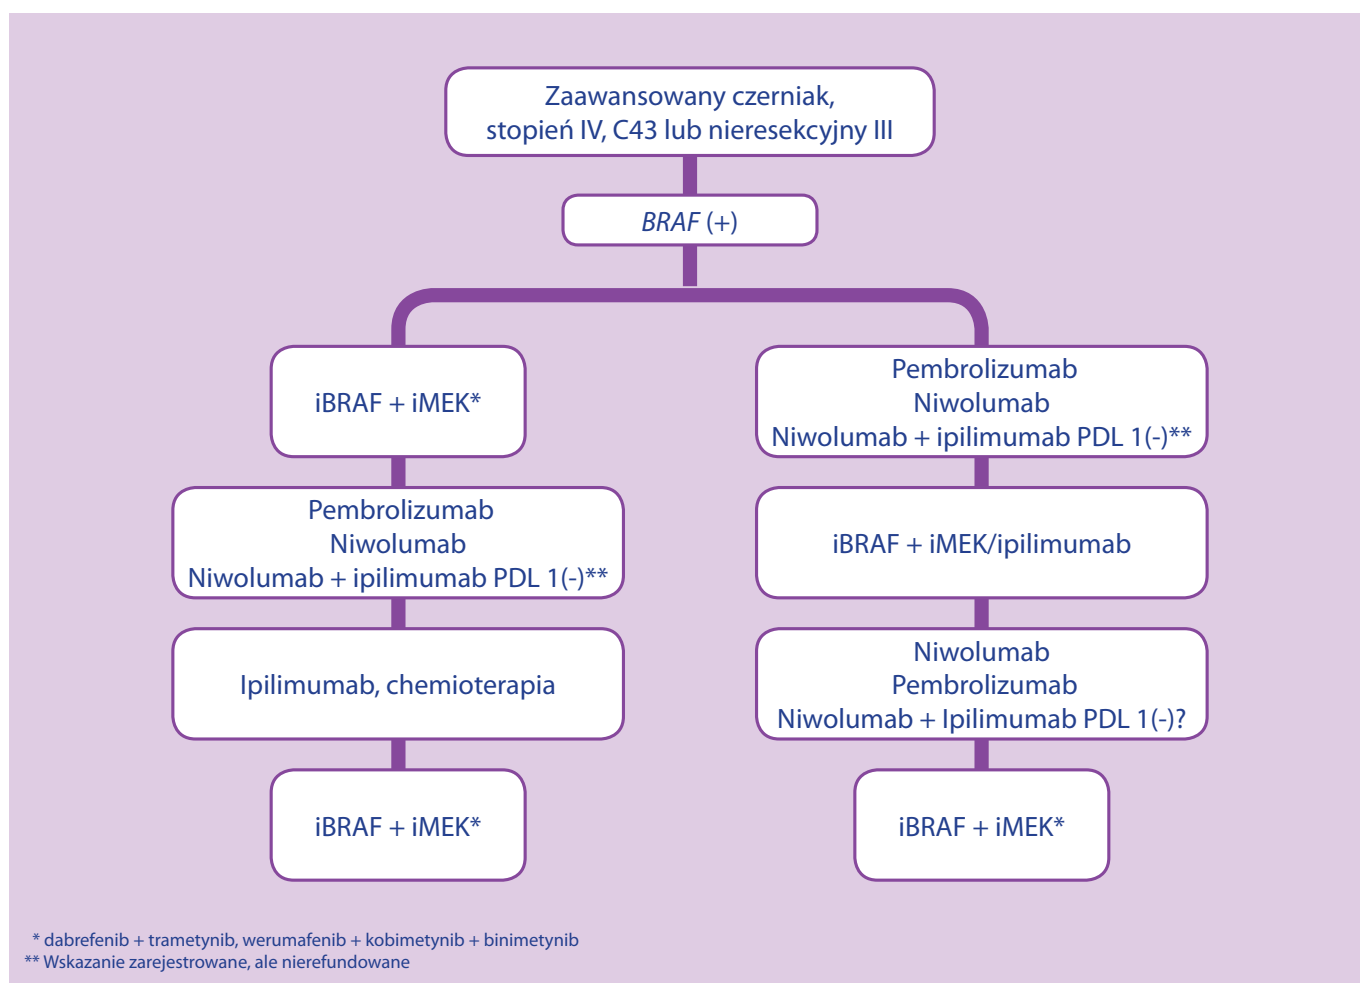 Zaawansowany czerniak,
stopień IV, C43 lub nieresekcyjny III
BRAF (+)
iBRAF + iMEK*
Pembrolizumab
Niwolumab
Niwolumab + ipilimumab PDL 1(-)**
Ipilimumab, chemioterapia
iBRAF + iMEK*
Pembrolizumab
Niwolumab
Niwolumab + ipilimumab PDL 1(-)**
iBRAF + iMEK/ipilimumab
Niwolumab
Pembrolizumab
Niwolumab + Ipilimumab PDL 1(-)?
iBRAF + iMEK*
* dabrefenib + trametynib, werumafenib + kobimetynib + binimetynib
** Wskazanie zarejestrowane, ale nierefundowane